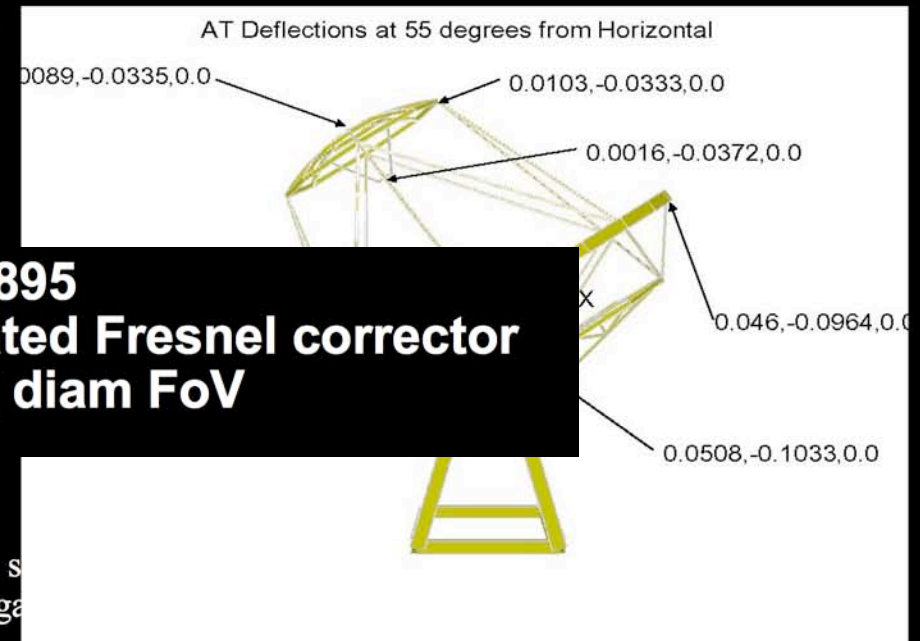 AT Deflections at 55 degrees from Horizontal
0089,-0.0335,0.0
0.0103,-0.0333,0.0
0.0016,-0.0372,0.0
895
X
ted Fresnel corrector
0.046,-0.0964,0.0
diam FoV
0.0508,-0.1033,0.0
s
ga